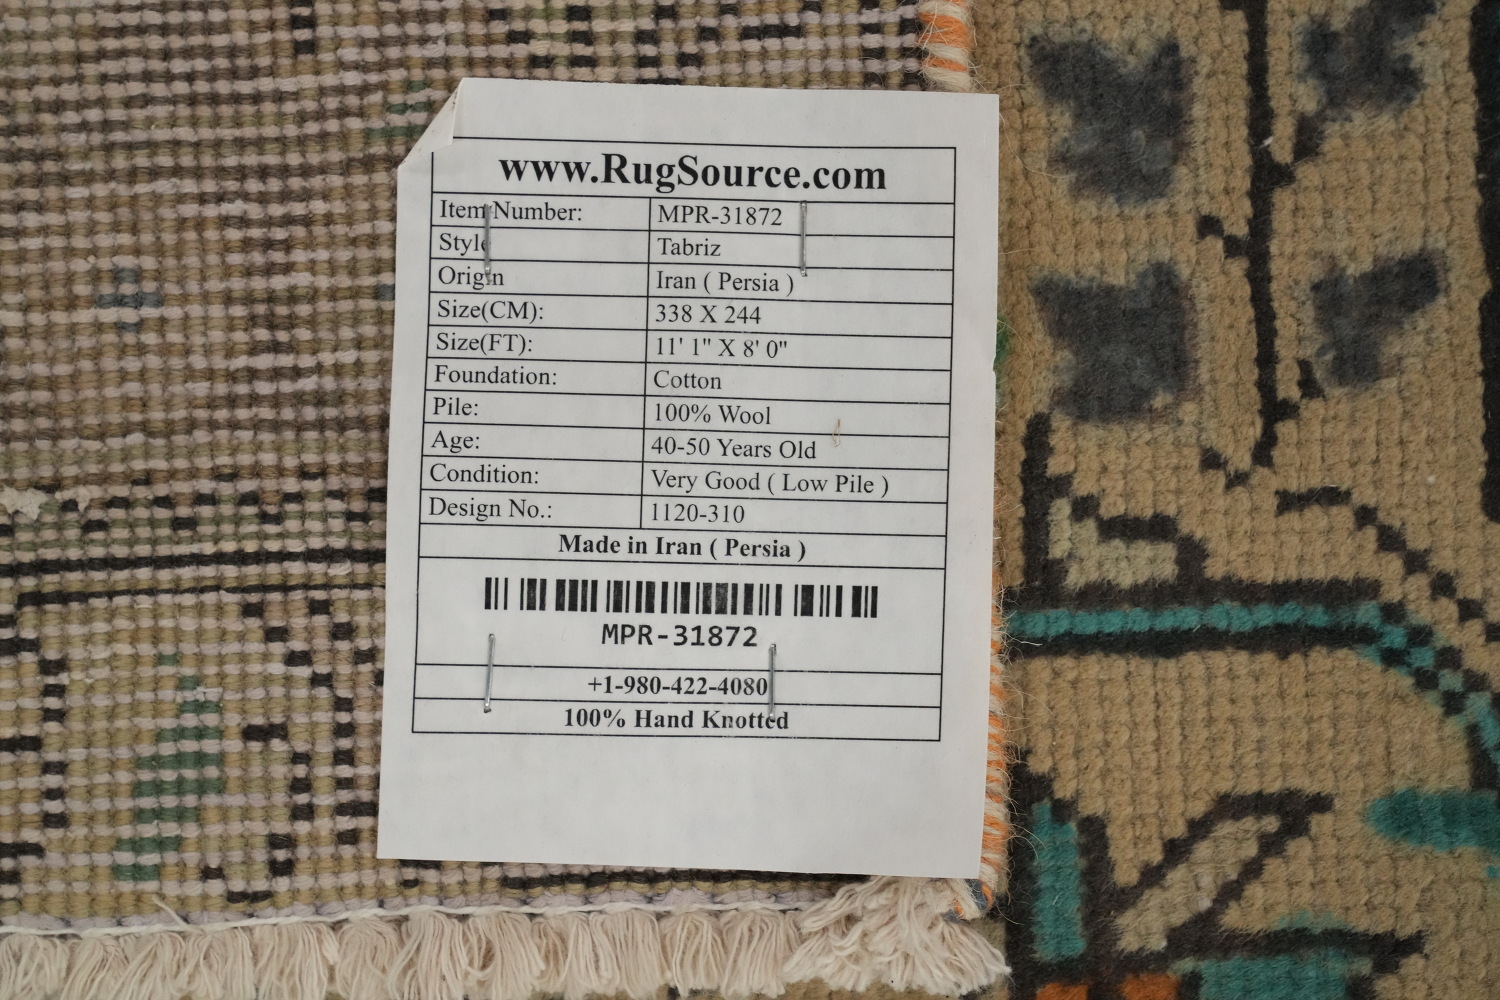 www.RugSource.com
Item Number: MPR-31872
Style Tabriz
Origin Iran ( Persia )
Size(CM): 338 X 244
Size(FT): 11' 1" X 8' 0"
Foundation: Cotton
Pile: 100% Wool
Age: 40-50 Years Old
Condition: Very Good ( Low Pile )
Design No.: 1120-310
Made in Iran ( Persia )
MPR-31872
+1-980-422-4080
100% Hand Knotted